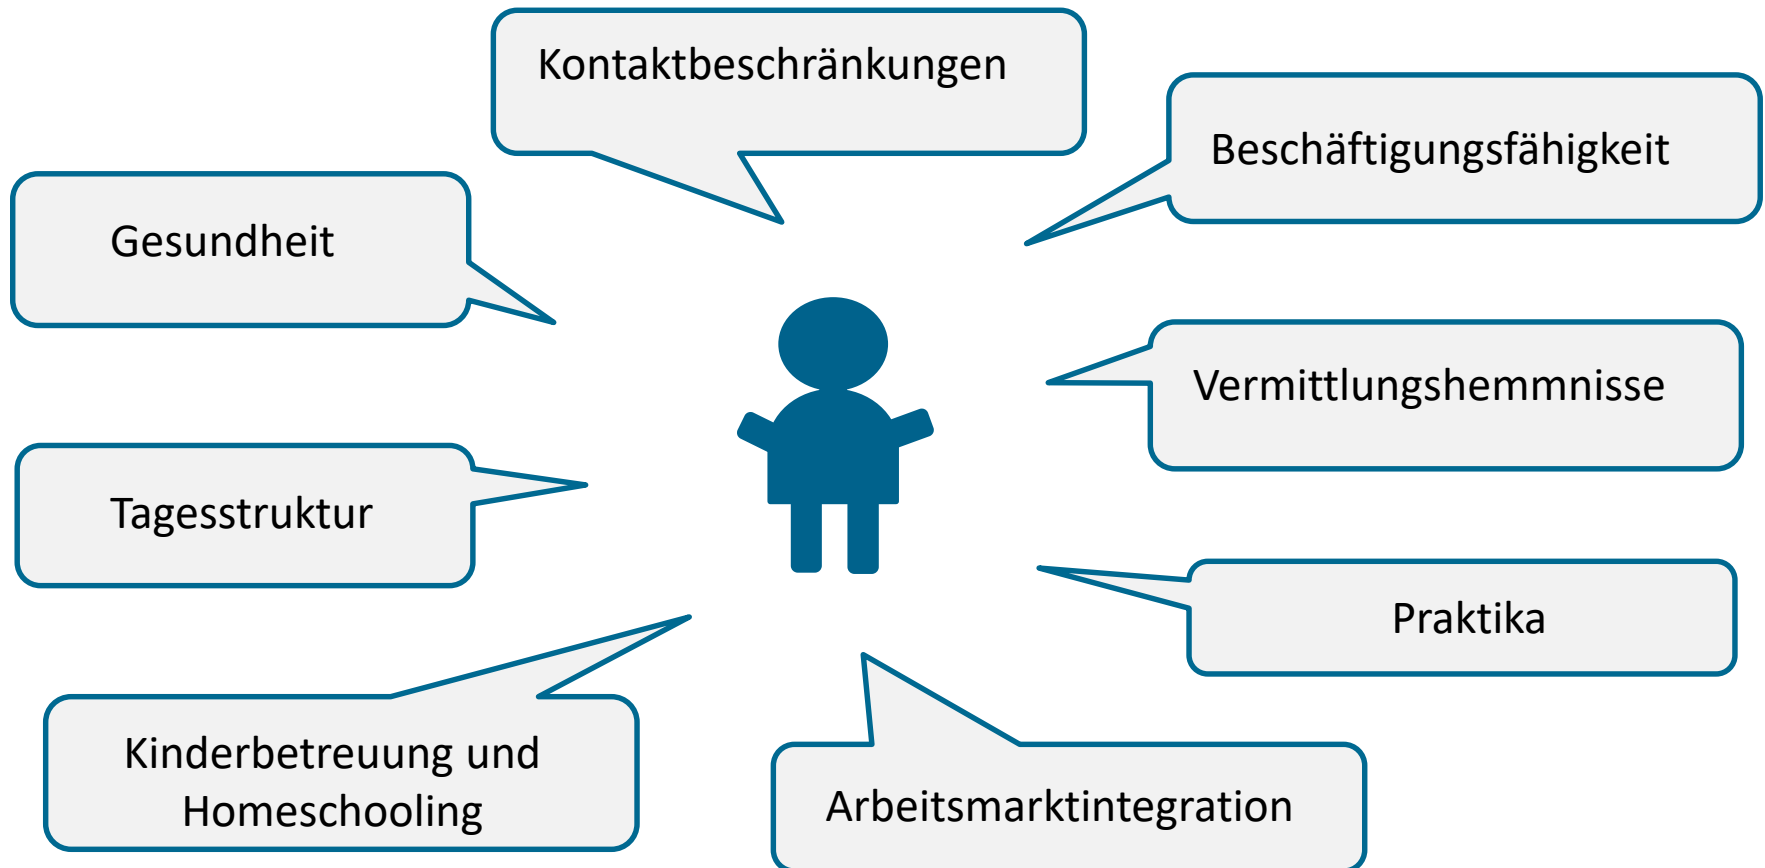 Kontaktbeschränkungen
Beschäftigungsfähigkeit
Gesundheit
Vermittlungshemmnisse
Tagesstruktur
Praktika
Kinderbetreuung und
Homeschooling
Arbeitsmarktintegration